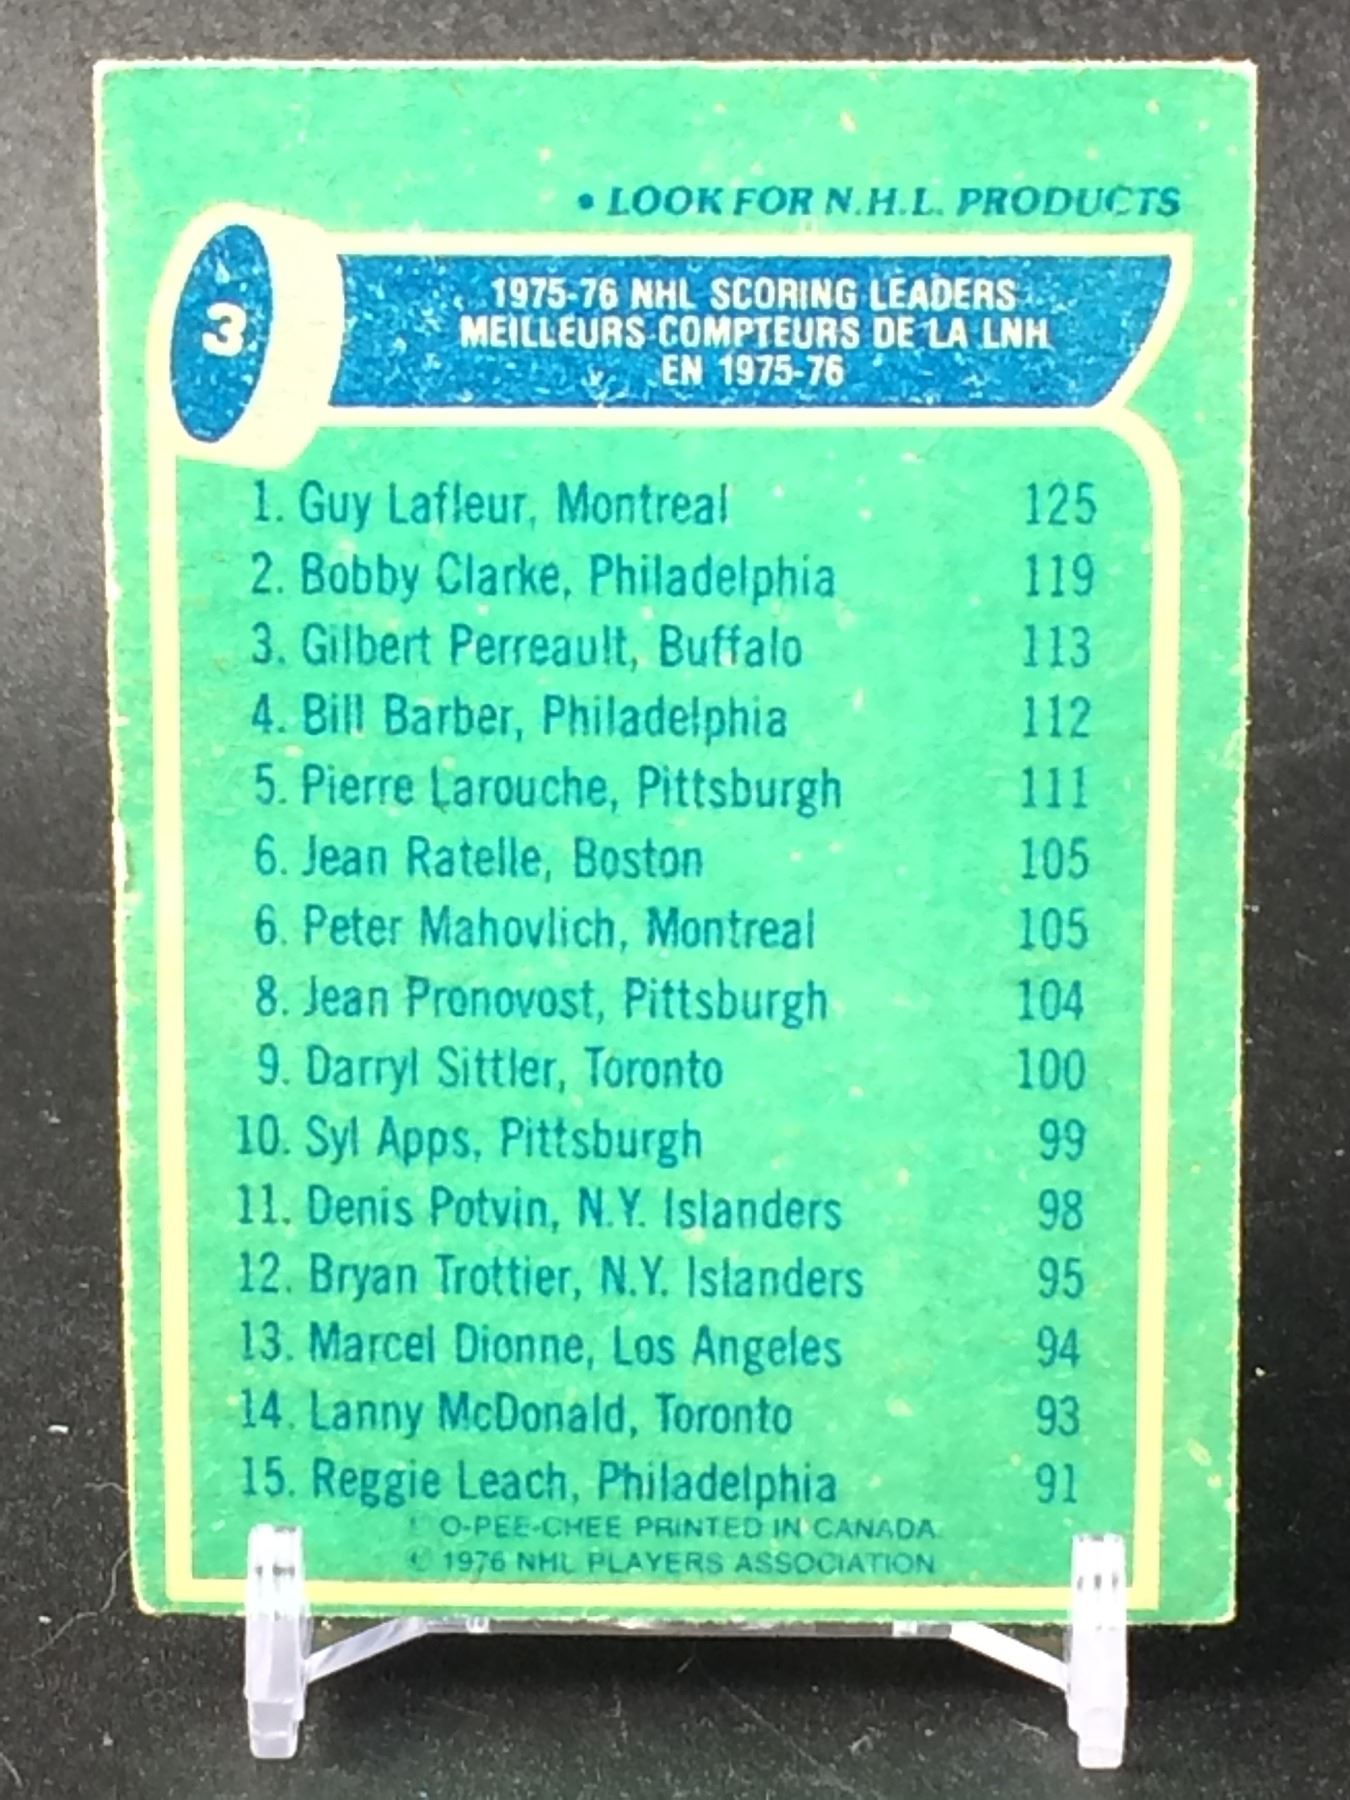 • LOOK FOR N.H.L. PRODUCTS
3
1975-76 NHL SCORING LEADERS
MEILLEURS COMPTEURS DE LA LNH
EN 1975-76
1. Guy Lafleur, Montreal 125
2. Bobby Clarke, Philadelphia 119
3. Gilbert Perreault, Buffalo 113
4. Bill Barber, Philadelphia 112
5. Pierre Larouche, Pittsburgh 111
6. Jean Ratelle, Boston 105
6. Peter Mahovlich, Montreal 105
8. Jean Pronovost, Pittsburgh 104
9. Darryl Sittler, Toronto 100
10. Syl Apps, Pittsburgh 99
11. Denis Potvin, N.Y. Islanders 98
12. Bryan Trottier, N.Y. Islanders 95
13. Marcel Dionne, Los Angeles 94
14. Lanny McDonald, Toronto 93
15. Reggie Leach, Philadelphia 91
O-PEE-CHEE PRINTED IN CANADA
© 1976 NHL PLAYERS ASSOCIATION